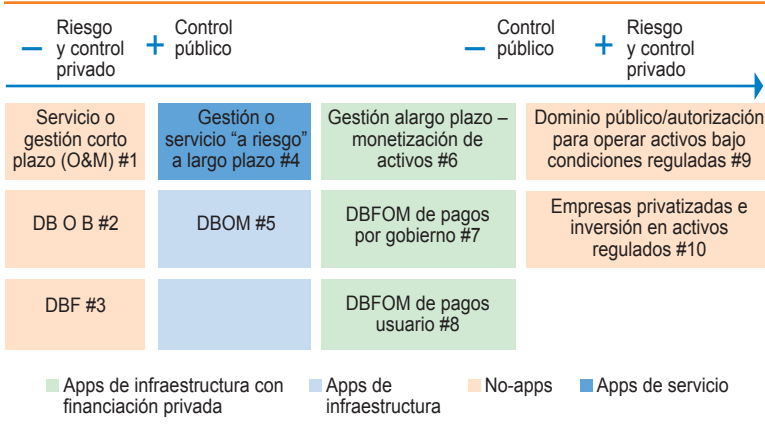 − Riesgo
y control
privado
+ Control
público
− Control
público
+ Riesgo
y control
privado
Servicio o
gestión corto
plazo (O&M) #1
Gestión o
servicio “a riesgo”
a largo plazo #4
Gestión alargo plazo –
monetización de
activos #6
Dominio público/autorización
para operar activos bajo
condiciones reguladas #9
DB O B #2
DBOM #5
DBFOM de pagos
por gobierno #7
Empresas privatizadas e
inversión en activos
regulados #10
DBF #3
DBFOM de pagos
usuario #8
Apps de infraestructura con
financiación privada
Apps de
infraestructura
No-apps
Apps de servicio